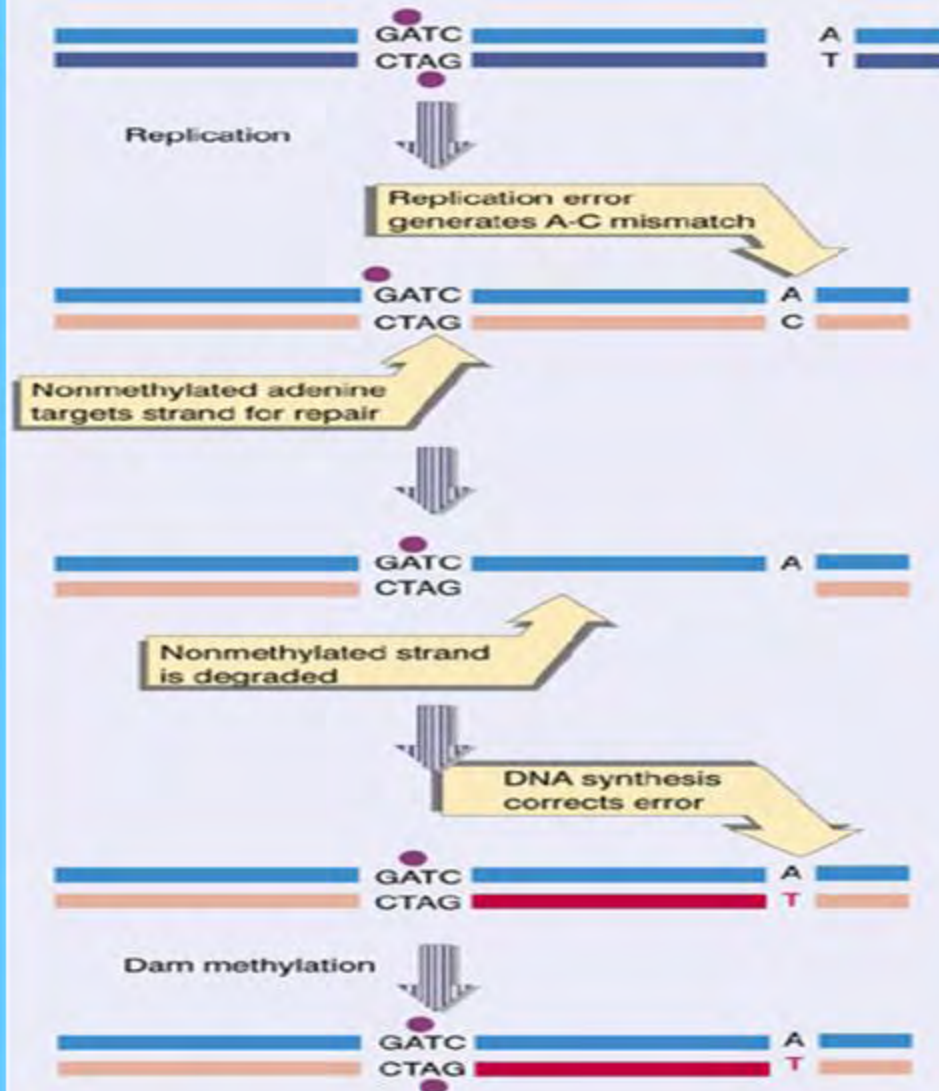 GATC A
CTAG T
Replication
Replication error
generates A-C mismatch
GATC A
CTAG C
Nonmethylated adenine
targets strand for repair
GATC A
CTAG
Nonmethylated strand
is degraded
DNA synthesis
corrects error
GATC A
CTAG T
Dam methylation
GATC A
CTAG T